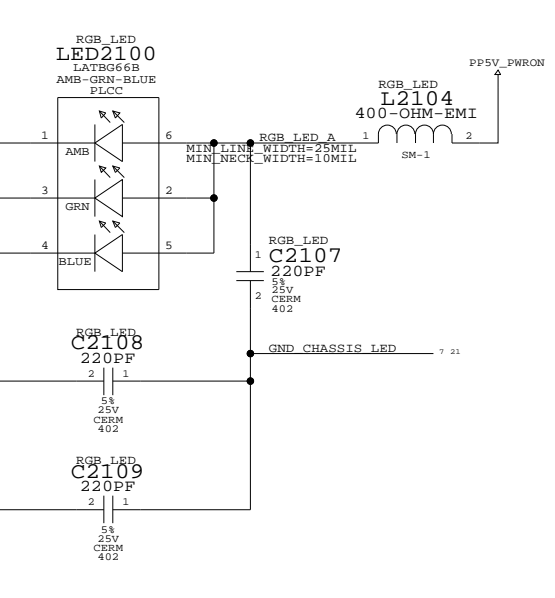 RGB_LED
LED2100
LATBG66B
AMB-GRN-BLUE
PLCC
1
6
AMB
3
2
GRN
4
5
BLUE
RGB_LED_A
MIN_LINE_WIDTH=25MIL
MIN_NECK_WIDTH=10MIL
PP5V_PWRON
RGB_LED
L2104
400-OHM-EMI
1
2
SM-1
RGB_LED
1
C2107
220PF
5%
25V
2
CERM
402
GND_CHASSIS_LED
7 21
RGB_LED
C2108
220PF
2
1
5%
25V
CERM
402
RGB_LED
C2109
220PF
2
1
5%
25V
CERM
402